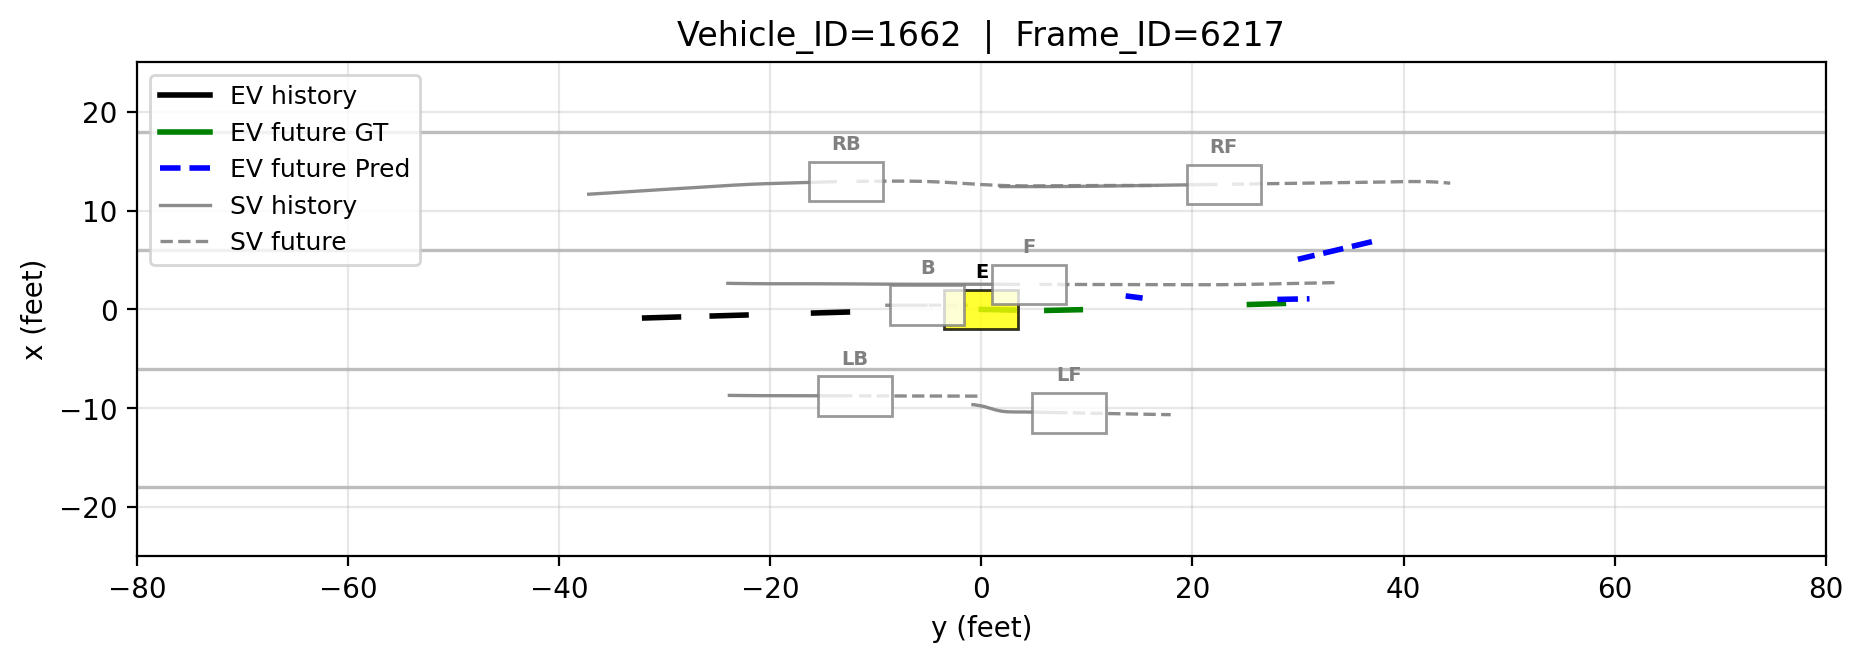 Vehicle_ID=1662 | Frame_ID=6217
EV history
EV future GT
EV future Pred
SV history
SV future
RB
RF
F
B
E
LB
LF
20
10
0
−10
−20
x (feet)
−80
−60
−40
−20
0
20
40
60
80
y (feet)